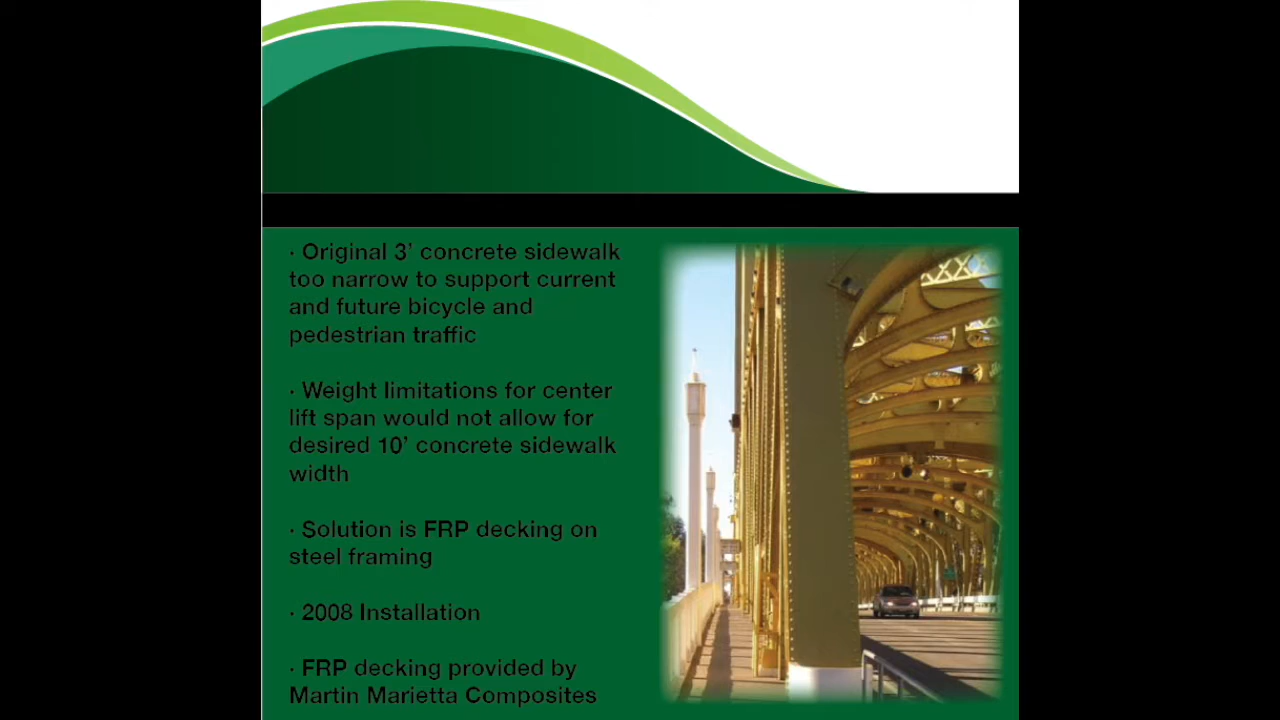 · Original 3’ concrete sidewalk
too narrow to support current
and future bicycle and
pedestrian traffic
· Weight limitations for center
lift span would not allow for
desired 10’ concrete sidewalk
width
· Solution is FRP decking on
steel framing
· 2008 Installation
· FRP decking provided by
Martin Marietta Composites